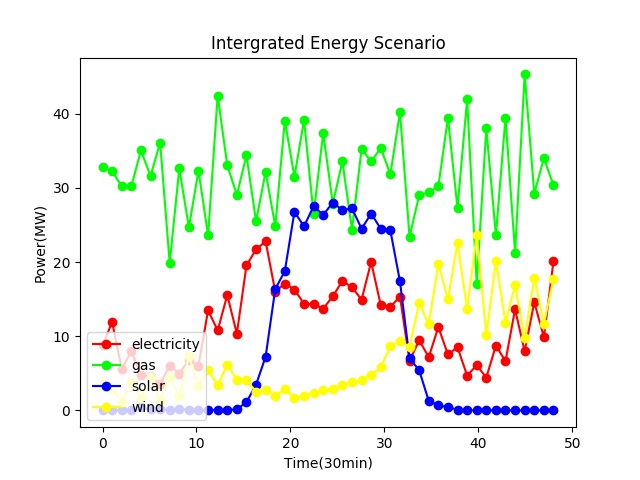 Intergrated Energy Scenario
Power(MW)
40
30
20
10
0
electricity
gas
solar
wind
0 10 20 30 40 50
Time(30min)